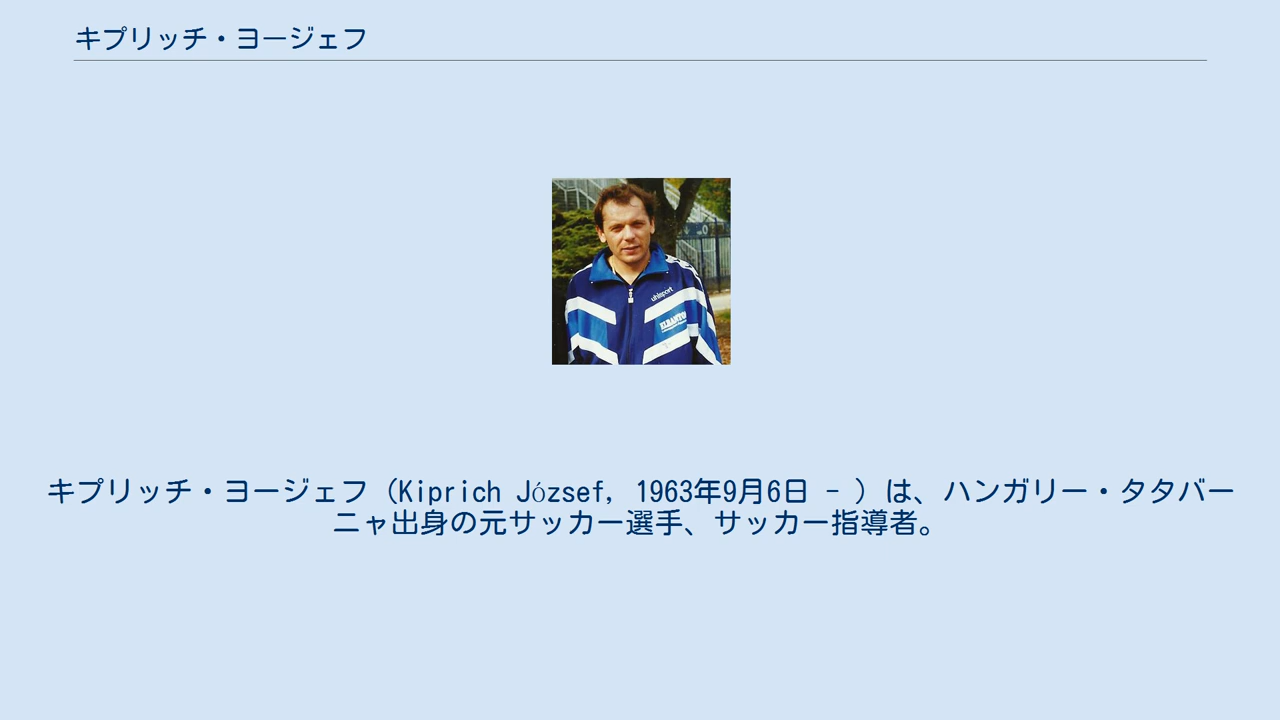 キプリッチ・ヨージェフ
uhlsport
キプリッチ・ヨージェフ（Kiprich József, 1963年9月6日 - ）は、ハンガリー・タタバー
ニャ出身の元サッカー選手、サッカー指導者。